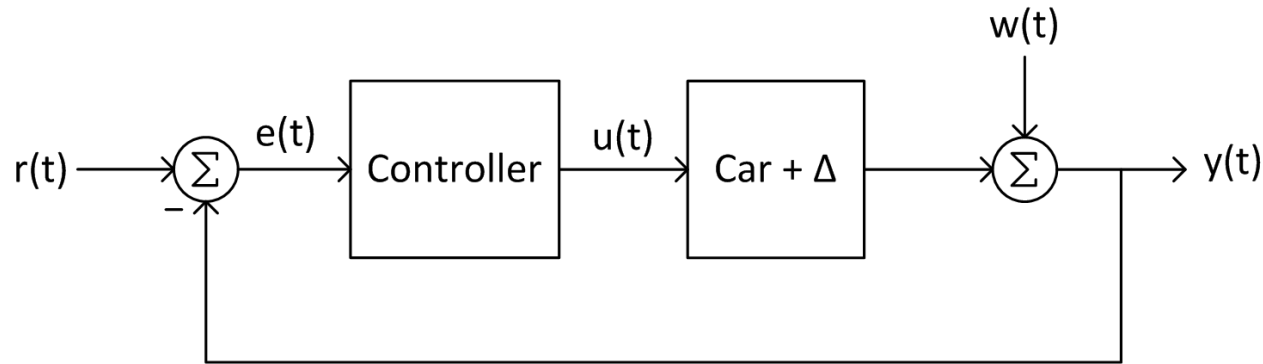 w(t)
r(t)
Σ
e(t)
Controller
u(t)
Car + Δ
Σ
y(t)
−